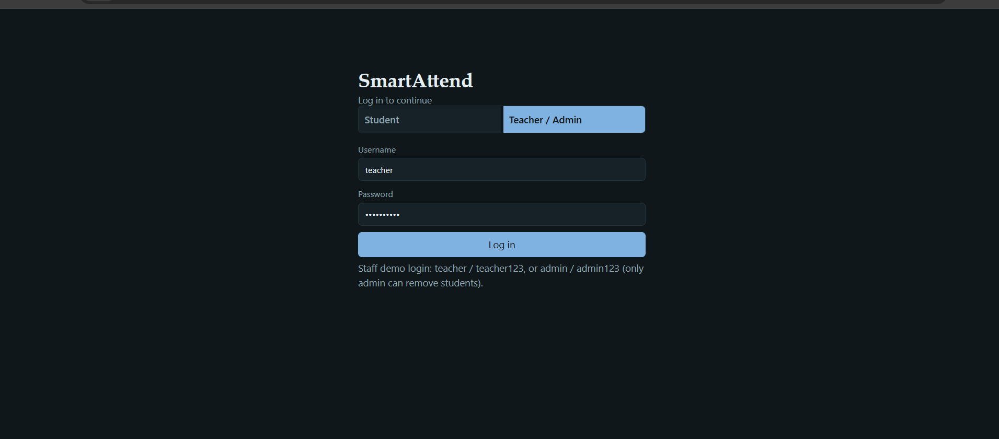 SmartAttend
Log in to continue
Student
Teacher / Admin
Username
teacher
Password
••••••••••
Log in
Staff demo login: teacher / teacher123, or admin / admin123 (only
admin can remove students).